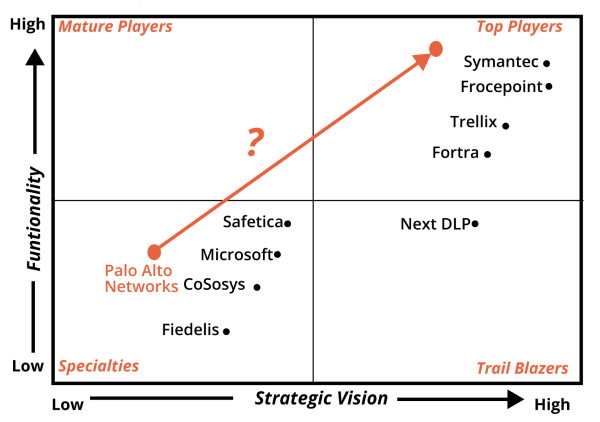 High
Mature Players
Top Players
Symantec
Frocepoint
Trellix
Fortra
?
Funtionality
Safetica
Next DLP
Microsoft
Palo Alto
Networks
CoSosys
Fiedelis
Low
Specialties
Trail Blazers
Low
Strategic Vision
High